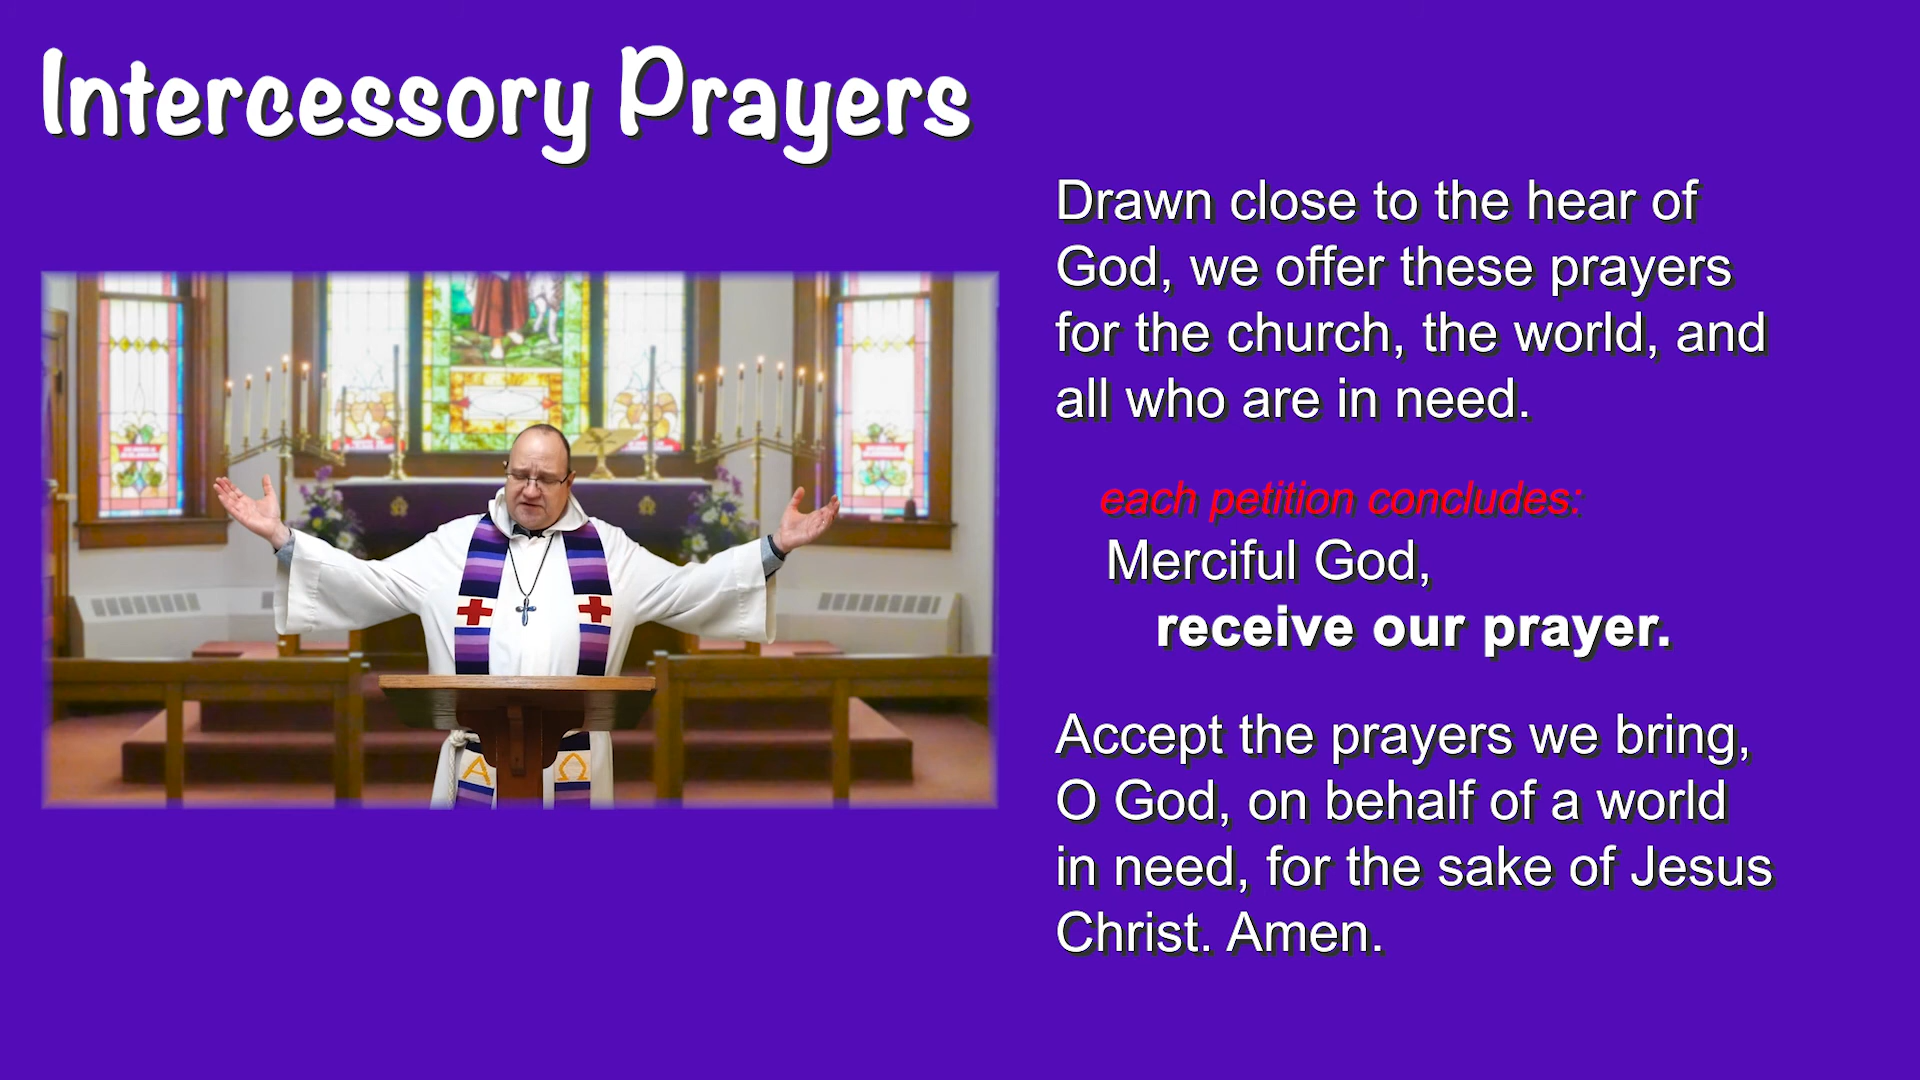 Intercessory Prayers
Drawn close to the hear of
God, we offer these prayers
for the church, the world, and
all who are in need.
each petition concludes:
Merciful God,
receive our prayer.
Accept the prayers we bring,
O God, on behalf of a world
in need, for the sake of Jesus
Christ. Amen.
Α Ω